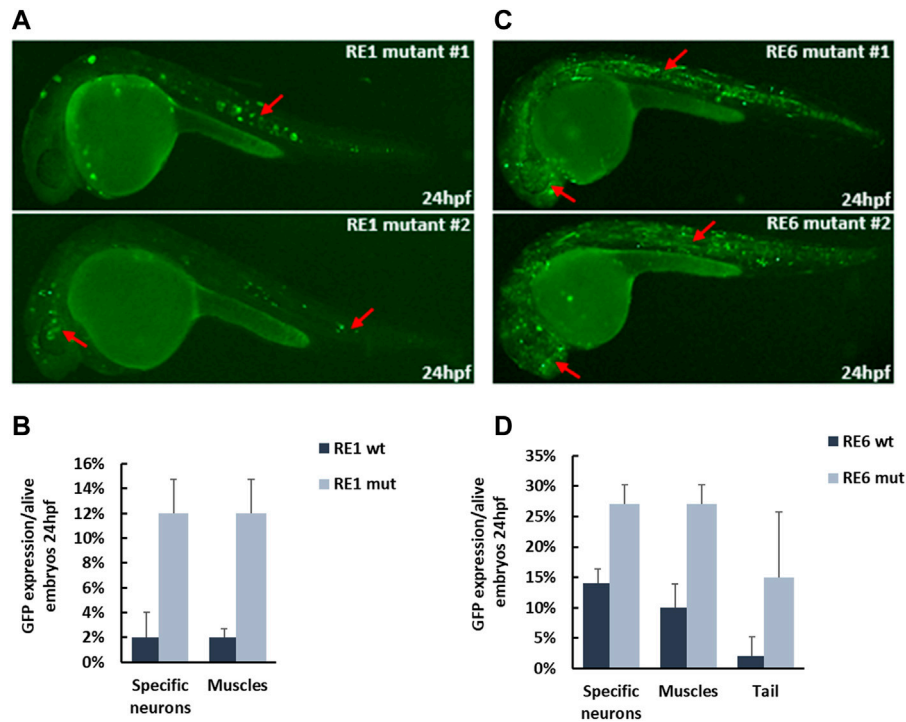 A
RE1 mutant #1
24hpf
RE1 mutant #2
24hpf
C
RE6 mutant #1
24hpf
RE6 mutant #2
24hpf
B
RE1 wt
RE1 mut
GFP expression/alive
embryos 24hpf
16%
14%
12%
10%
8%
6%
4%
2%
0%
Specific
neurons
Muscles
D
RE6 wt
RE6 mut
GFP expression/alive
embryos 24hpf
35%
30%
25%
20%
15%
10%
5%
0%
Specific
neurons
Muscles
Tail